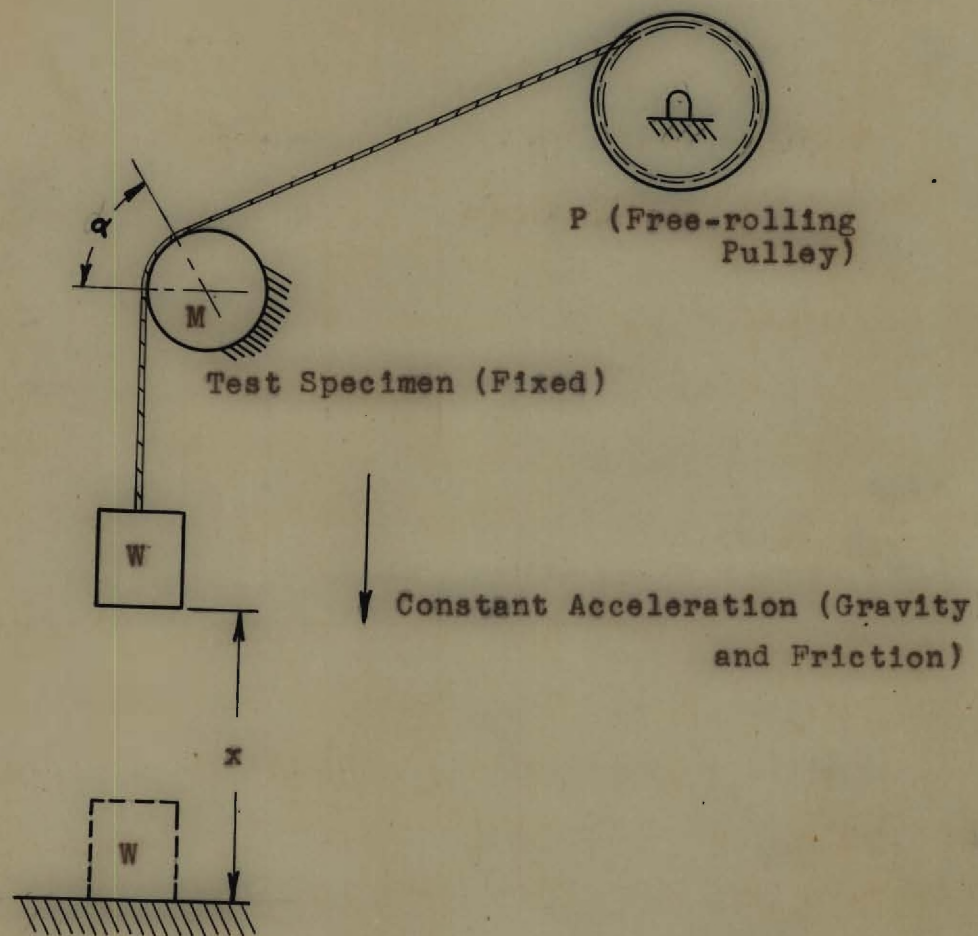 P (Free-rolling
Pulley)
α
M
Test Specimen (Fixed)
W
Constant Acceleration (Gravity
and Friction)
x
W